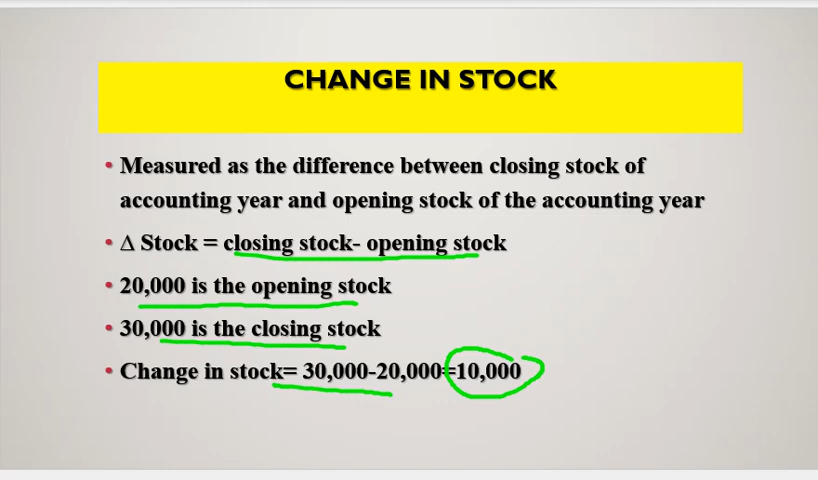 CHANGE IN STOCK
• Measured as the difference between closing stock of
accounting year and opening stock of the accounting year
• Δ Stock = closing stock- opening stock
• 20,000 is the opening stock
• 30,000 is the closing stock
• Change in stock= 30,000-20,000=10,000